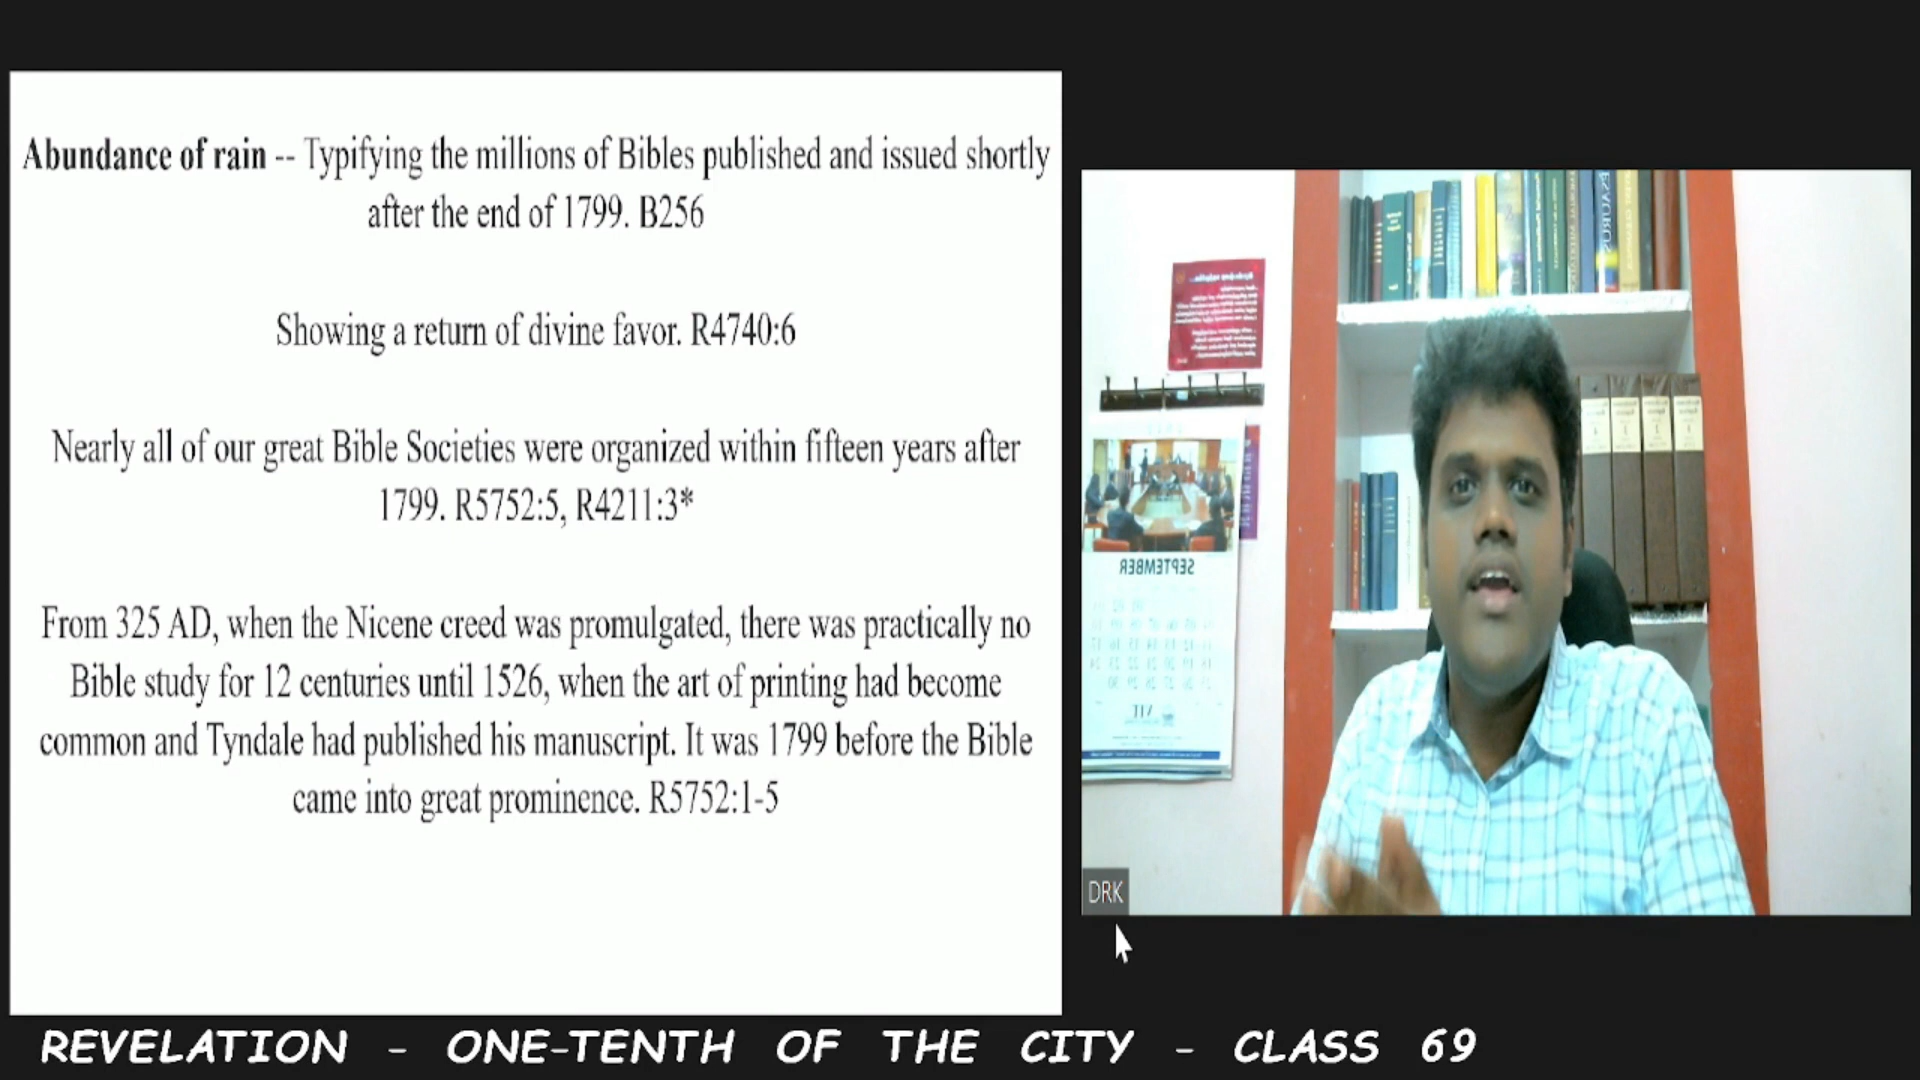 Abundance of rain -- Typifying the millions of Bibles published and issued shortly
after the end of 1799. B256
Showing a return of divine favor. R4740:6
Nearly all of our great Bible Societies were organized within fifteen years after
1799. R5752:5, R4211:3*
From 325 AD, when the Nicene creed was promulgated, there was practically no
Bible study for 12 centuries until 1526, when the art of printing had become
common and Tyndale had published his manuscript. It was 1799 before the Bible
came into great prominence. R5752:1-5
SEPTEMBER
VIT
DRK
REVELATION - ONE-TENTH OF THE CITY - CLASS 69